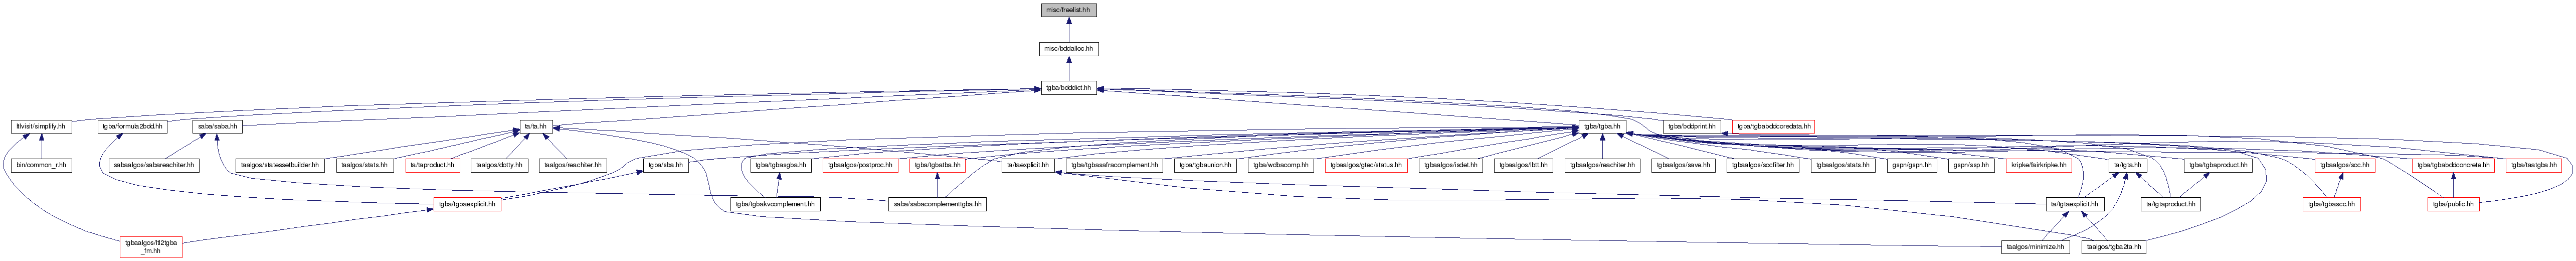 misc/freelist.hh
misc/bddalloc.hh
tgba/bdddict.hh
ltlvisit/simplify.hh
tgba/formula2bdd.hh
saba/saba.hh
ta/ta.hh
tgba/tgba.hh
tgba/bddprint.hh
tgba/tgbabddcoredata.hh
bin/common_r.hh
sabaalgos/sabareachiter.hh
taalgos/statessetbuilder.hh
taalgos/stats.hh
ta/taproduct.hh
taalgos/dotty.hh
taalgos/reachiter.hh
tgba/sba.hh
tgba/tgbasgba.hh
tgbaalgos/postproc.hh
tgba/tgbatba.hh
ta/taexplicit.hh
tgba/tgbasafracomplement.hh
tgba/tgbaunion.hh
tgba/wdbacomp.hh
tgbaalgos/gtec/status.hh
tgbaalgos/isdet.hh
tgbaalgos/lbtt.hh
tgbaalgos/reachiter.hh
tgbaalgos/save.hh
tgbaalgos/sccfilter.hh
tgbaalgos/stats.hh
gspn/gspn.hh
gspn/ssp.hh
kripke/fairkripke.hh
ta/tgta.hh
tgba/tgbaproduct.hh
tgbaalgos/scc.hh
tgba/tgbabddconcrete.hh
tgba/taatgba.hh
tgba/tgbaexplicit.hh
tgba/tgbakvcomplement.hh
saba/sabacomplementtgba.hh
ta/tgtaexplicit.hh
ta/tgtaproduct.hh
tgba/tgbascc.hh
tgba/public.hh
tgbaalgos/ltl2tgba
_fm.hh
taalgos/minimize.hh
taalgos/tgba2ta.hh